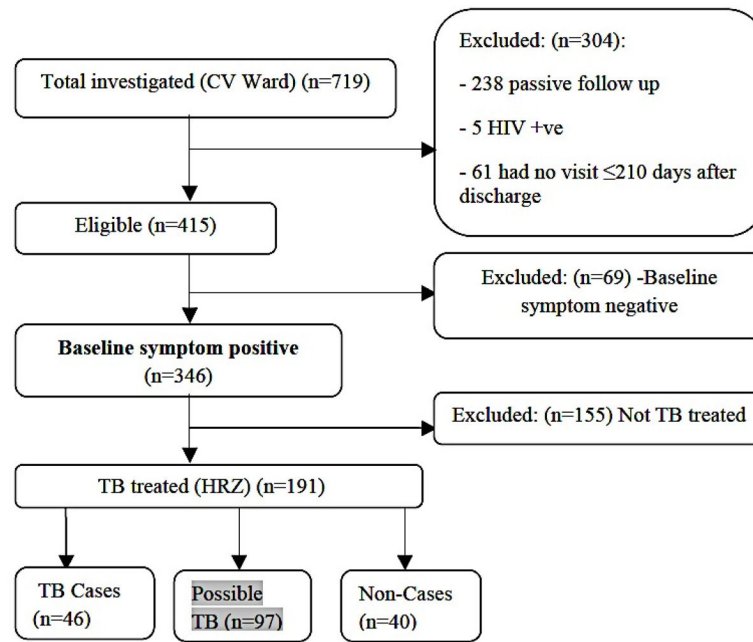 Total investigated (CV Ward) (n=719)
Excluded: (n=304):
- 238 passive follow up
- 5 HIV +ve
- 61 had no visit ≤210 days after
discharge
Eligible (n=415)
Excluded: (n=69) -Baseline
symptom negative
Baseline symptom positive
(n=346)
Excluded: (n=155) Not TB treated
TB treated (HRZ) (n=191)
TB Cases
(n=46)
Possible
TB (n=97)
Non-Cases
(n=40)